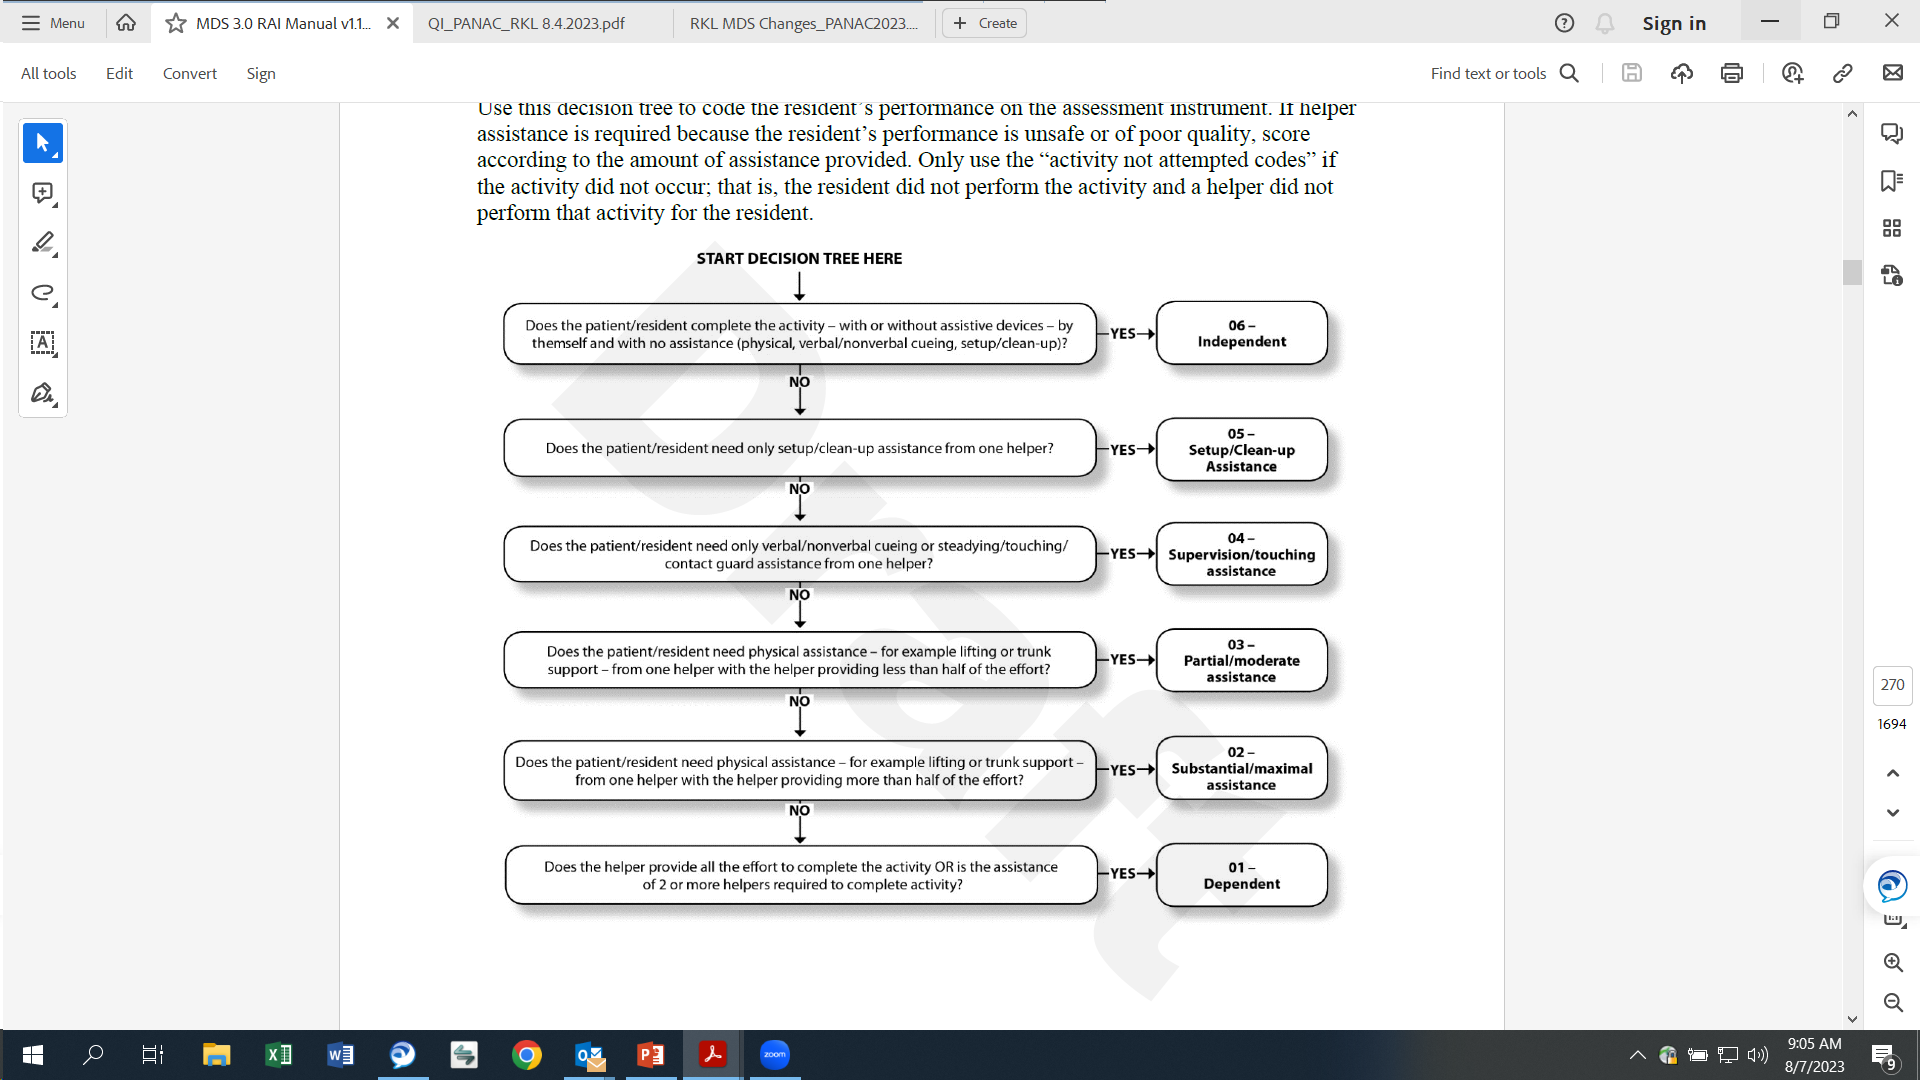 Menu
MDS 3.0 RAI Manual v1.1...
QI_PANAC_RKL 8.4.2023.pdf
RKL MDS Changes_PANAC2023....
Create
Sign in
All tools
Edit
Convert
Sign
Find text or tools
Use this decision tree to code the resident's performance on the assessment instrument. If helper
assistance is required because the resident's performance is unsafe or of poor quality, score
according to the amount of assistance provided. Only use the “activity not attempted codes” if
the activity did not occur; that is, the resident did not perform the activity and a helper did not
perform that activity for the resident.
START DECISION TREE HERE
Does the patient/resident complete the activity – with or without assistive devices – by
themself and with no assistance (physical, verbal/nonverbal cueing, setup/clean-up)?
YES
06 –
Independent
NO
Does the patient/resident need only setup/clean-up assistance from one helper?
YES
05 –
Setup/Clean-up
Assistance
NO
Does the patient/resident need only verbal/nonverbal cueing or steadying/touching/
contact guard assistance from one helper?
YES
04 –
Supervision/touching
assistance
NO
Does the patient/resident need physical assistance – for example lifting or trunk
support – from one helper with the helper providing less than half of the effort?
YES
03 –
Partial/moderate
assistance
NO
Does the patient/resident need physical assistance – for example lifting or trunk support –
from one helper with the helper providing more than half of the effort?
YES
02 –
Substantial/maximal
assistance
NO
Does the helper provide all the effort to complete the activity OR is the assistance
of 2 or more helpers required to complete activity?
YES
01 –
Dependent
Draft
270
1694
zoom
9:05 AM
8/7/2023
9